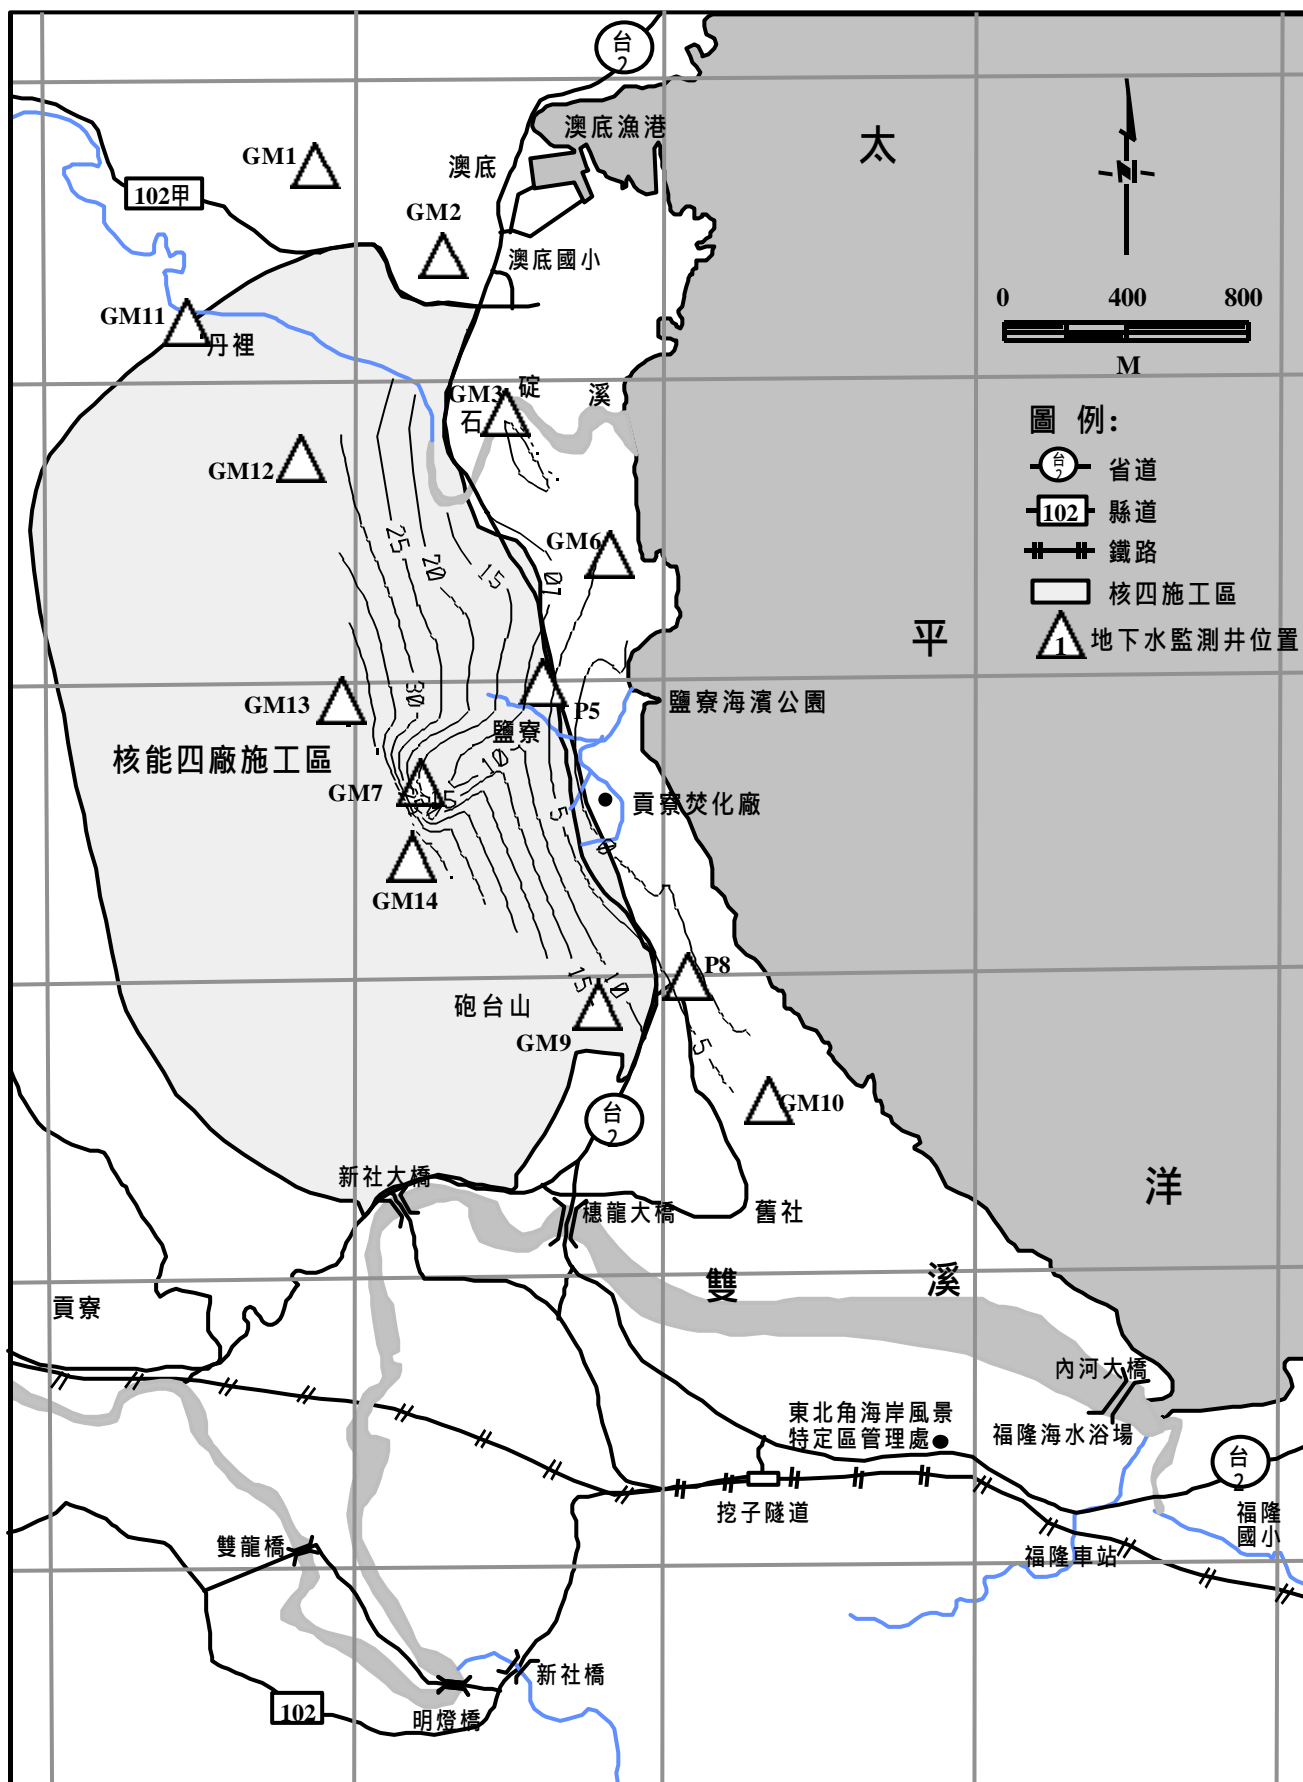 台
2
澳底漁港
太
GM1
澳底
102甲
N
GM2
澳底國小
0 400 800
M
GM11
丹裡
GM3
碇
溪
石
圖 例:
台
2
省道
GM12
102
縣道
25
20
15
GM6
10
鐵路
核四施工區
1
地下水監測井位置
平
30
GM13
P5
鹽寮海濱公園
鹽寮
核能四廠施工區
10
GM7
15
5
貢寮焚化廠
0
GM14
P8
15
10
砲台山
GM9
5
GM10
台
2
新社大橋
洋
穗龍大橋
舊社
雙
溪
貢寮
內河大橋
東北角海岸風景
特定區管理處
福隆海水浴場
台
2
挖子隧道
福隆
國小
雙龍橋
福隆車站
新社橋
102
明燈橋